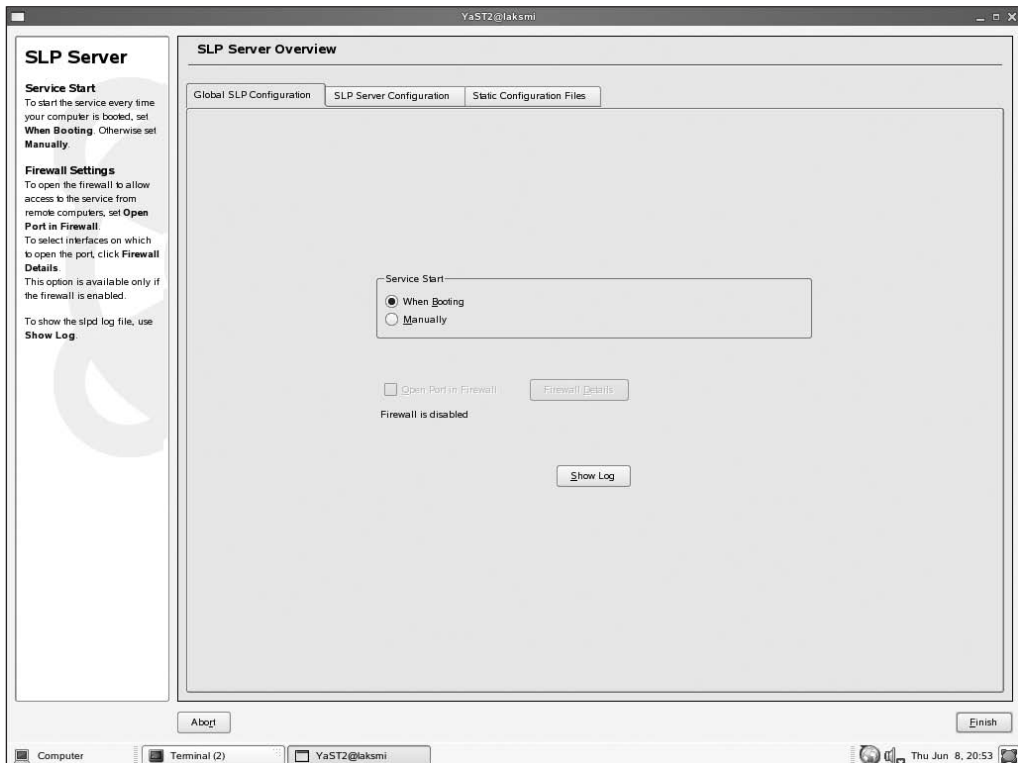 YaST2@laksmi
SLP Server
Service Start
To start the service every time
your computer is booted, set
When Booting. Otherwise set
Manually.
Firewall Settings
To open the firewall to allow
access to the service from
remote computers, set Open
Port in Firewall.
To select interfaces on which
to open the port, click Firewall
Details.
This option is available only if
the firewall is enabled.
To show the slpd log file, use
Show Log.
SLP Server Overview
Global SLP Configuration
SLP Server Configuration
Static Configuration Files
Service Start
When Booting
Manually
Open Port in Firewall
Firewall Details
Firewall is disabled
Show Log
Abort
Finish
Computer
Terminal (2)
YaST2@laksmi
Thu Jun 8, 20:53